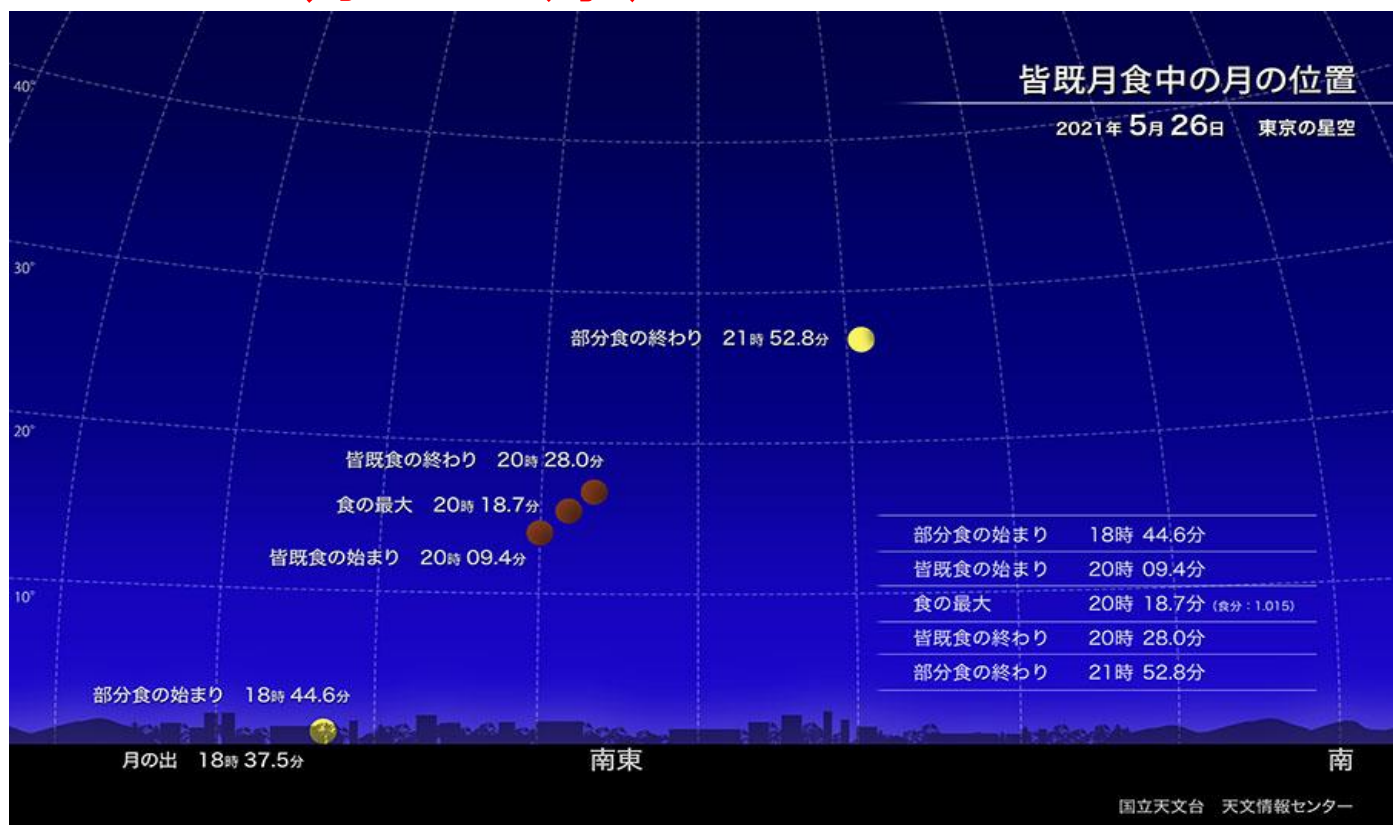 皆既月食中の月の位置
2021年 5月 26日 東京の星空
40°
30°
部分食の終わり 21時 52.8分
20°
皆既食の終わり 20時 28.0分
食の最大 20時 18.7分
皆既食の始まり 20時 09.4分
10°
部分食の始まり 18時 44.6分
皆既食の始まり 20時 09.4分
食の最大 20時 18.7分 (食分：1.015)
皆既食の終わり 20時 28.0分
部分食の終わり 21時 52.8分
部分食の始まり 18時 44.6分
月の出 18時 37.5分
南東
南
国立天文台 天文情報センター